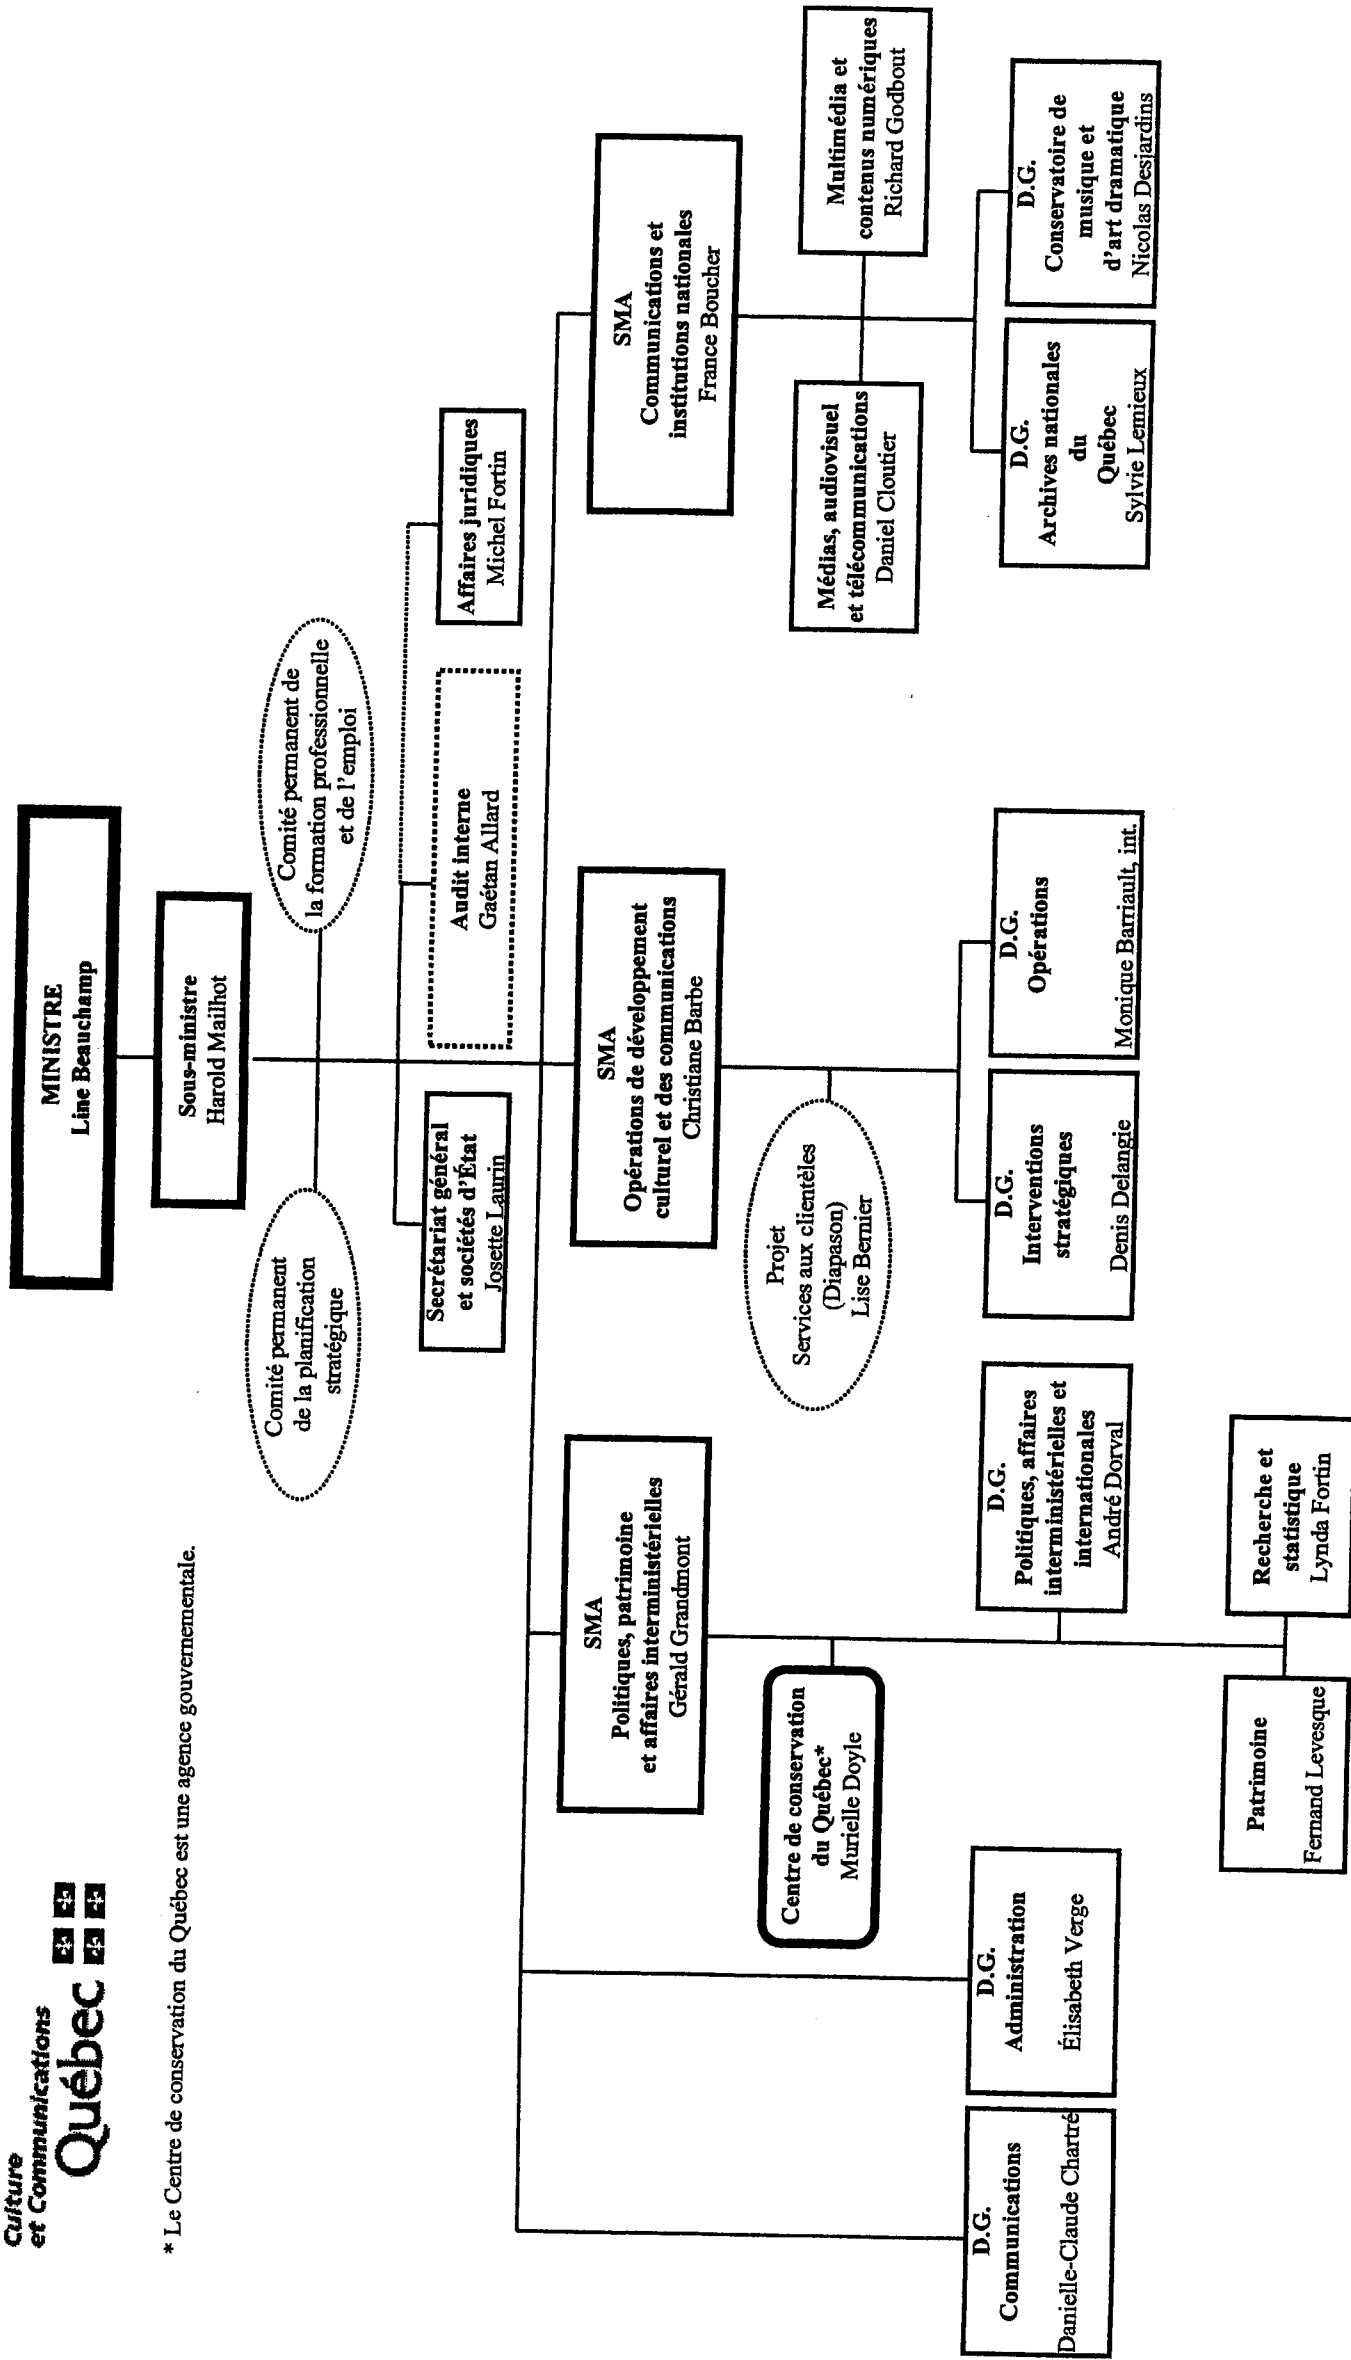 Culture
et Communications
Québec
* Le Centre de conservation du Québec est une agence gouvernementale.
MINISTRE
Line Beauchamp
Sous-ministre
Harold Mailhot
Comité permanent
de la planification
stratégique
Comité permanent de
la formation professionnelle
et de l'emploi
Secrétariat général
et sociétés d'État
Josette Laurin
Audit interne
Gaétan Allard
Affaires juridiques
Michel Fortin
SMA
Politiques, patrimoine
et affaires interministérielles
Gérald Grandmont
SMA
Opérations de développement
culturel et des communications
Christiane Barbe
SMA
Communications et
institutions nationales
France Boucher
Centre de conservation
du Québec*
Murielle Doyle
Projet
Services aux clientèles
(Diapason)
Lise Bernier
Médias, audiovisuel
et télécommunications
Daniel Cloutier
Multimédia et
contenus numériques
Richard Godbout
D.G.
Communications
Danielle-Claude Chartré
D.G.
Administration
Élisabeth Verge
D.G.
Politiques, affaires
interministérielles et
internationales
André Dorval
D.G.
Interventions
stratégiques
Denis Delangie
D.G.
Opérations
Monique Barriault, int.
D.G.
Archives nationales
du
Québec
Sylvie Lemieux
D.G.
Conservatoire de
musique et
d'art dramatique
Nicolas Desjardins
Patrimoine
Fernand Levesque
Recherche et
statistique
Lynda Fortin